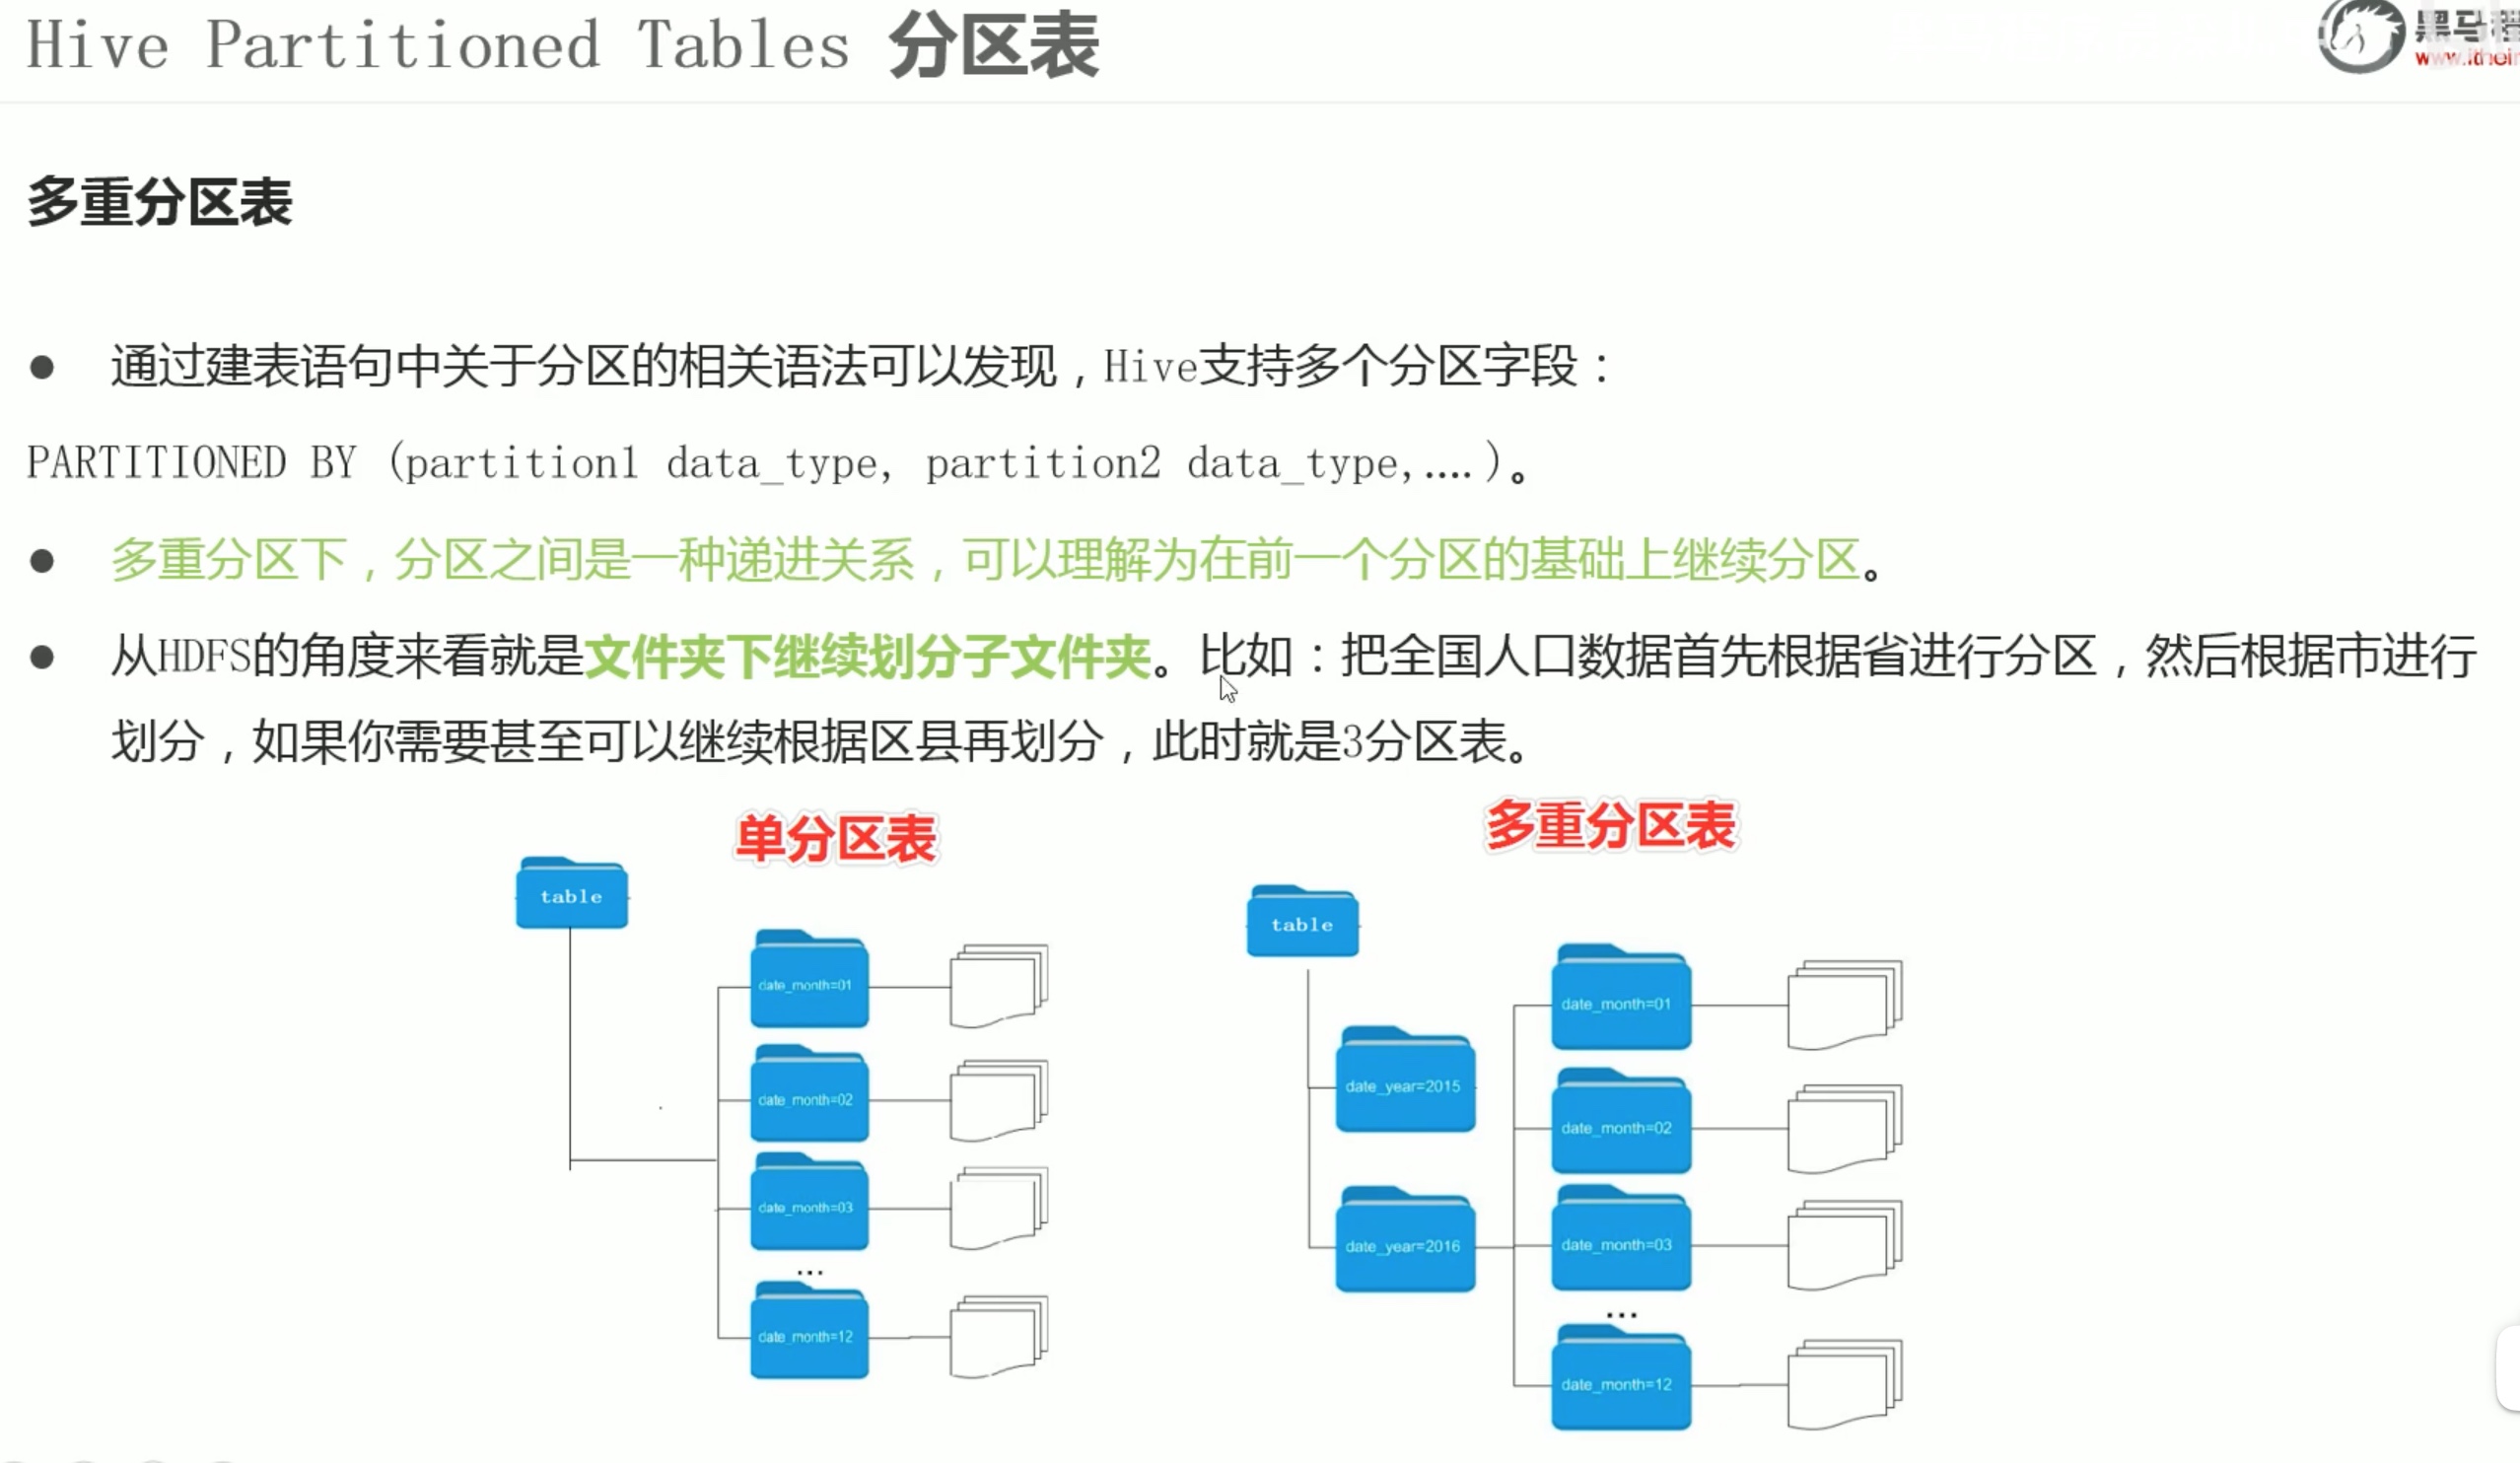 Hive Partitioned Tables 分区表
多重分区表
● 通过建表语句中关于分区的相关语法可以发现，Hive支持多个分区字段：
PARTITIONED BY (partition1 data_type, partition2 data_type,....)。
● 多重分区下，分区之间是一种递进关系，可以理解为在前一个分区的基础上继续分区。
● 从HDFS的角度来看就是文件夹下继续划分子文件夹。比如：把全国人口数据首先根据省进行分区，然后根据市进行
划分，如果你需要甚至可以继续根据区县再划分，此时就是3分区表。
单分区表
table
date_month=01
date_month=02
date_month=03
...
date_month=12
多重分区表
table
date_year=2015
date_year=2016
date_month=01
date_month=02
date_month=03
...
date_month=12